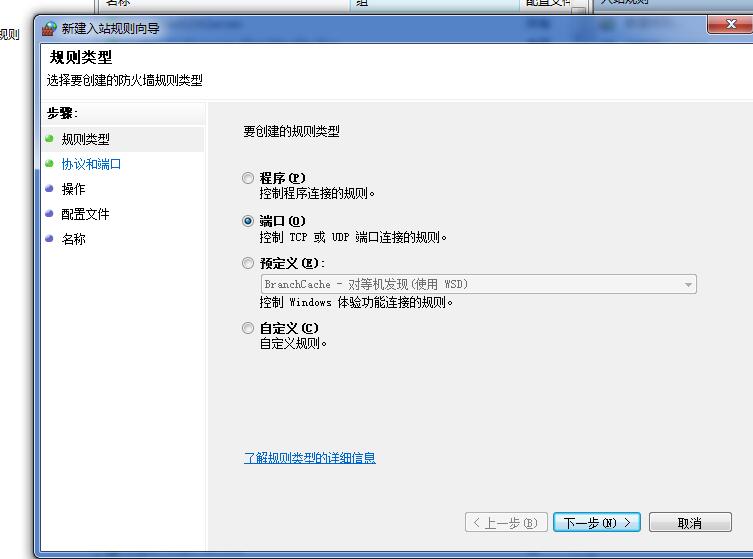 名称
组
配置文件
入站规则
规则
新建入站规则向导
规则类型
选择要创建的防火墙规则类型
步骤:
规则类型
协议和端口
操作
配置文件
名称
要创建的规则类型
程序(P)
控制程序连接的规则。
端口(O)
控制 TCP 或 UDP 端口连接的规则。
预定义(E):
BranchCache - 对等机发现(使用 WSD)
控制 Windows 体验功能连接的规则。
自定义(C)
自定义规则。
了解规则类型的详细信息
< 上一步(B)
下一步(N) >
取消